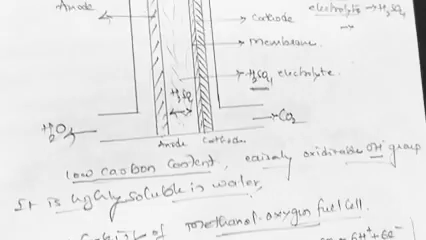 Anode
Cathode
electrolyte → H₂SO₄
membrane
H₂SO₄ electrolyte.
H₂SO₄
H₂O
CO₂
Anode Cathode
low carbon content, easily oxidisable OH group
It is highly soluble in water,
of methanol-oxygen fuel cell.
6H⁺ + 6e⁻